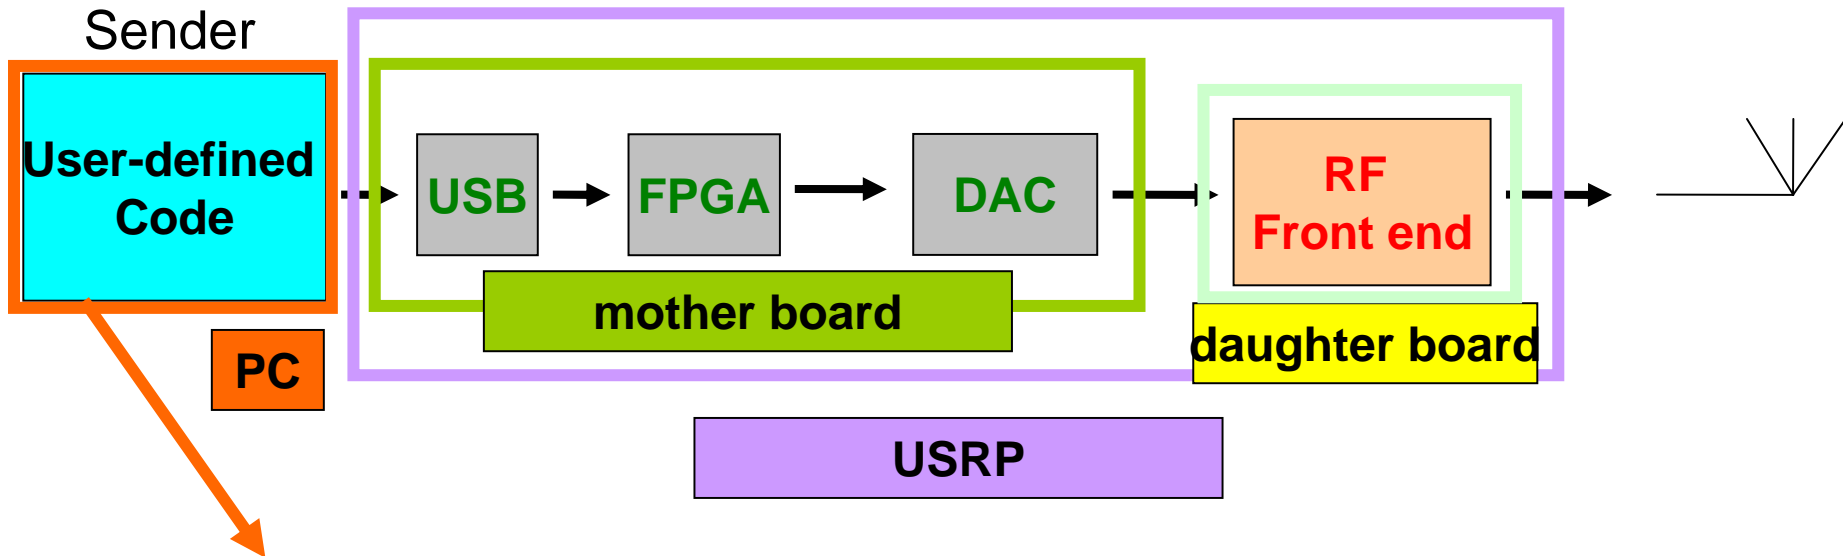 Sender
User-defined
Code
USB
FPGA
DAC
RF
Front end
mother board
daughter board
PC
USRP